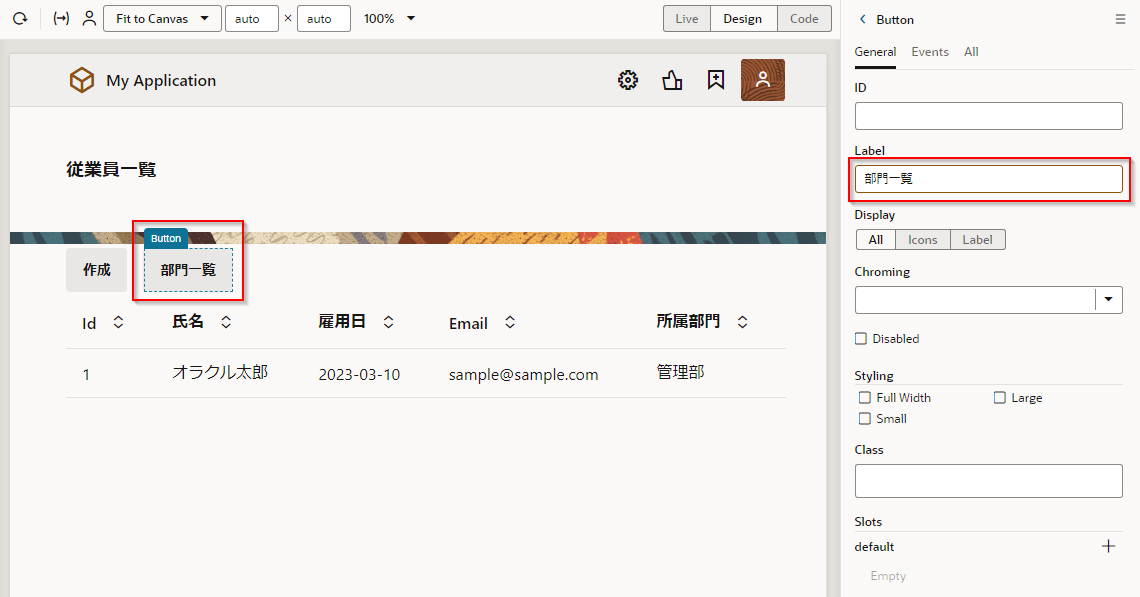 Fit to Canvas auto × auto 100% Live Design Code
My Application
従業員一覧
Button
作成 部門一覧
Id 氏名 雇用日 Email 所属部門
1 オラクル太郎 2023-03-10 sample@sample.com 管理部
Button
General Events All
ID
Label
部門一覧
Display
All Icons Label
Chroming
Disabled
Styling
Full Width Large
Small
Class
Slots
default
Empty